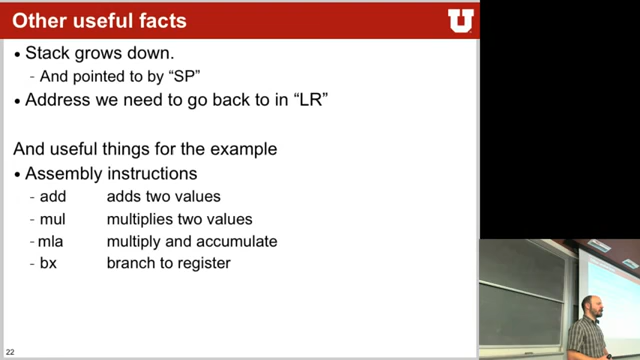 Other useful facts
U
• Stack grows down.
- And pointed to by “SP”
• Address we need to go back to in “LR”
And useful things for the example
• Assembly instructions
- add adds two values
- mul multiplies two values
- mla multiply and accumulate
- bx branch to register
22